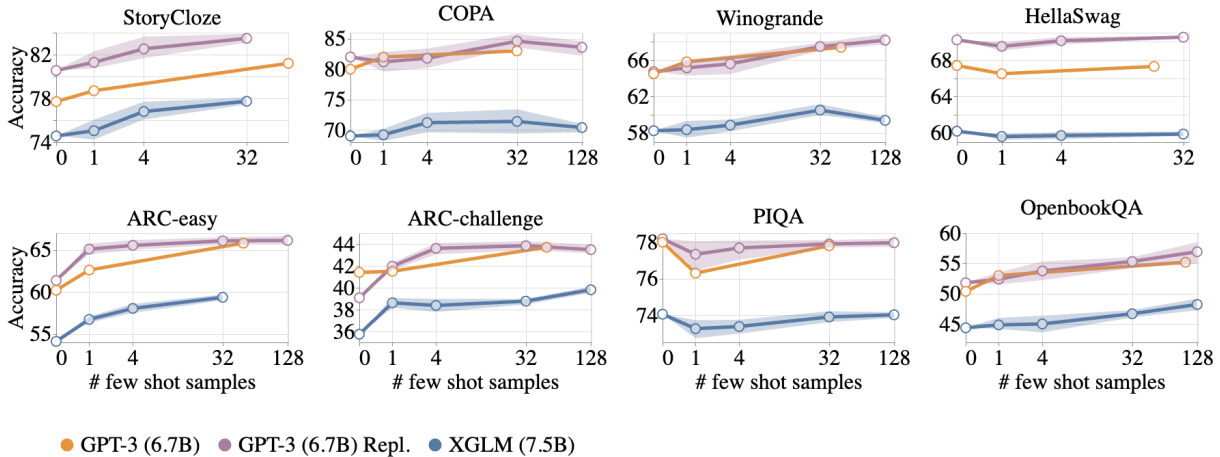 StoryCloze COPA Winogrande HellaSwag
Accuracy
82
78
74
0 1 4 32
85
80
75
70
0 1 4 32 128
66
62
58
0 1 4 32 128
68
64
60
0 1 4 32
ARC-easy ARC-challenge PIQA OpenbookQA
Accuracy
65
60
55
0 1 4 32 128
# few shot samples
44
42
40
38
36
0 1 4 32 128
# few shot samples
78
76
74
0 1 4 32 128
# few shot samples
60
55
50
45
0 1 4 32 128
# few shot samples
GPT-3 (6.7B) GPT-3 (6.7B) Repl. XGLM (7.5B)